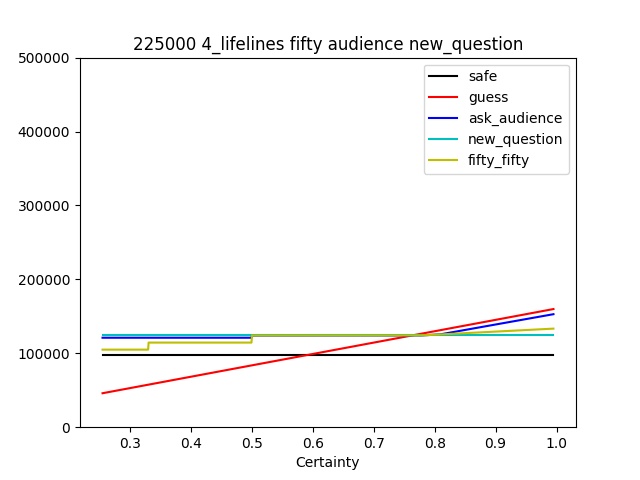 225000 4_lifelines fifty audience new_question
500000
400000
300000
200000
100000
0
safe
guess
ask_audience
new_question
fifty_fifty
0.3 0.4 0.5 0.6 0.7 0.8 0.9 1.0
Certainty